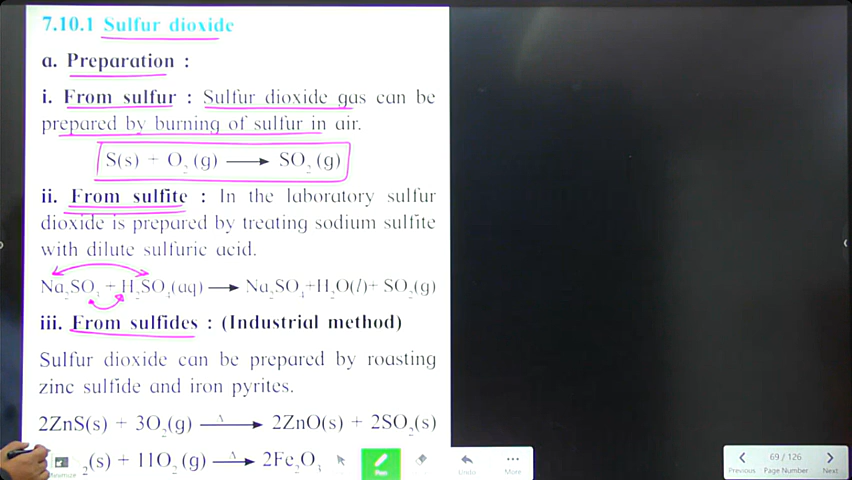 7.10.1 Sulfur dioxide
a. Preparation :
i. From sulfur : Sulfur dioxide gas can be
prepared by burning of sulfur in air.
S(s) + O₂(g) ⟶ SO₂(g)
ii. From sulfite : In the laboratory sulfur
dioxide is prepared by treating sodium sulfite
with dilute sulfuric acid.
Na₂SO₃ + H₂SO₄(aq) ⟶ Na₂SO₄+H₂O(l)+ SO₂(g)
iii. From sulfides : (Industrial method)
Sulfur dioxide can be prepared by roasting
zinc sulfide and iron pyrites.
2ZnS(s) + 3O₂(g) Δ⟶ 2ZnO(s) + 2SO₂(s)
₂(s) + 11O₂(g) Δ⟶ 2Fe₂O₃
Pen
Undo
More
69 / 126
Previous Page Number Next